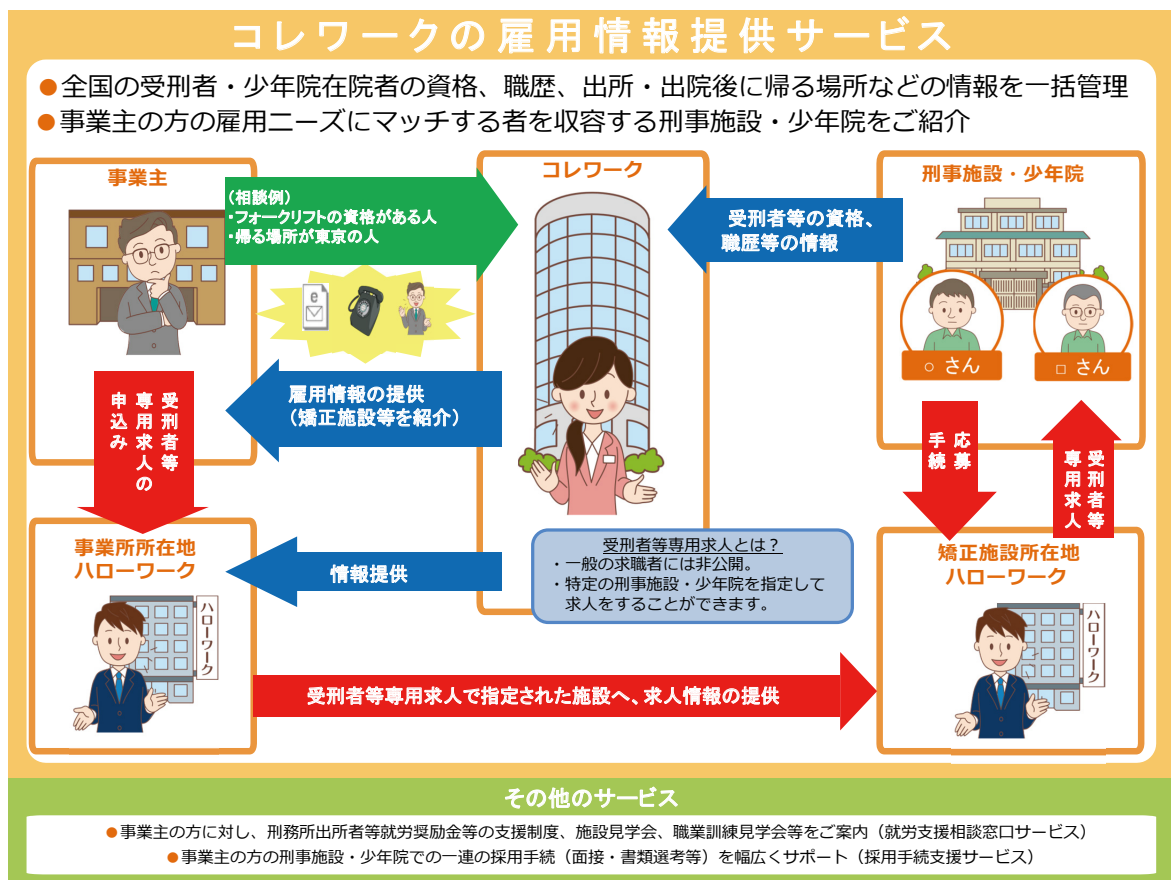 コレワークの雇用情報提供サービス
●全国の受刑者・少年院在院者の資格、職歴、出所・出院後に帰る場所などの情報を一括管理
●事業主の方の雇用ニーズにマッチする者を収容する刑事施設・少年院をご紹介
事業主
(相談例)
・フォークリフトの資格がある人
・帰る場所が東京の人
コレワーク
受刑者等の資格、
職歴等の情報
刑事施設・少年院
e
○ さん
□ さん
雇用情報の提供
(矯正施設等を紹介)
受刑者等
専用求人の
申込み
応募
手続
受刑者等
専用求人
事業所所在地
ハローワーク
ハローワーク
情報提供
受刑者等専用求人とは？
・一般の求職者には非公開。
・特定の刑事施設・少年院を指定して
求人をすることができます。
矯正施設所在地
ハローワーク
ハローワーク
受刑者等専用求人で指定された施設へ、求人情報の提供
その他のサービス
●事業主の方に対し、刑務所出所者等就労奨励金等の支援制度、施設見学会、職業訓練見学会等をご案内（就労支援相談窓口サービス）
●事業主の方の刑事施設・少年院での一連の採用手続（面接・書類選考等）を幅広くサポート（採用手続支援サービス）